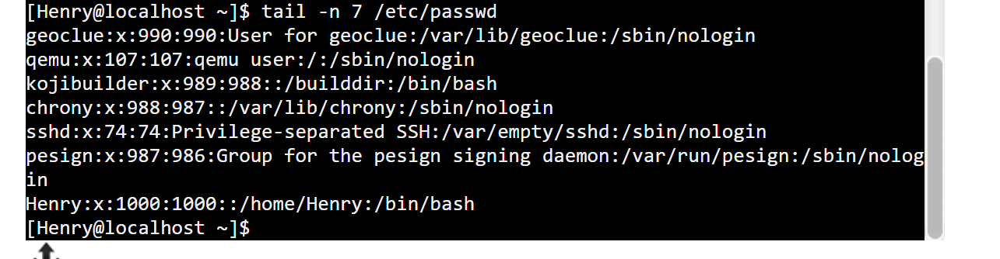 [Henry@localhost ~]$ tail -n 7 /etc/passwd
geoclue:x:990:990:User for geoclue:/var/lib/geoclue:/sbin/nologin
qemu:x:107:107:qemu user:/:/sbin/nologin
kojibuilder:x:989:988::/builddir:/bin/bash
chrony:x:988:987::/var/lib/chrony:/sbin/nologin
sshd:x:74:74:Privilege-separated SSH:/var/empty/sshd:/sbin/nologin
pesign:x:987:986:Group for the pesign signing daemon:/var/run/pesign:/sbin/nolog
in
Henry:x:1000:1000::/home/Henry:/bin/bash
[Henry@localhost ~]$